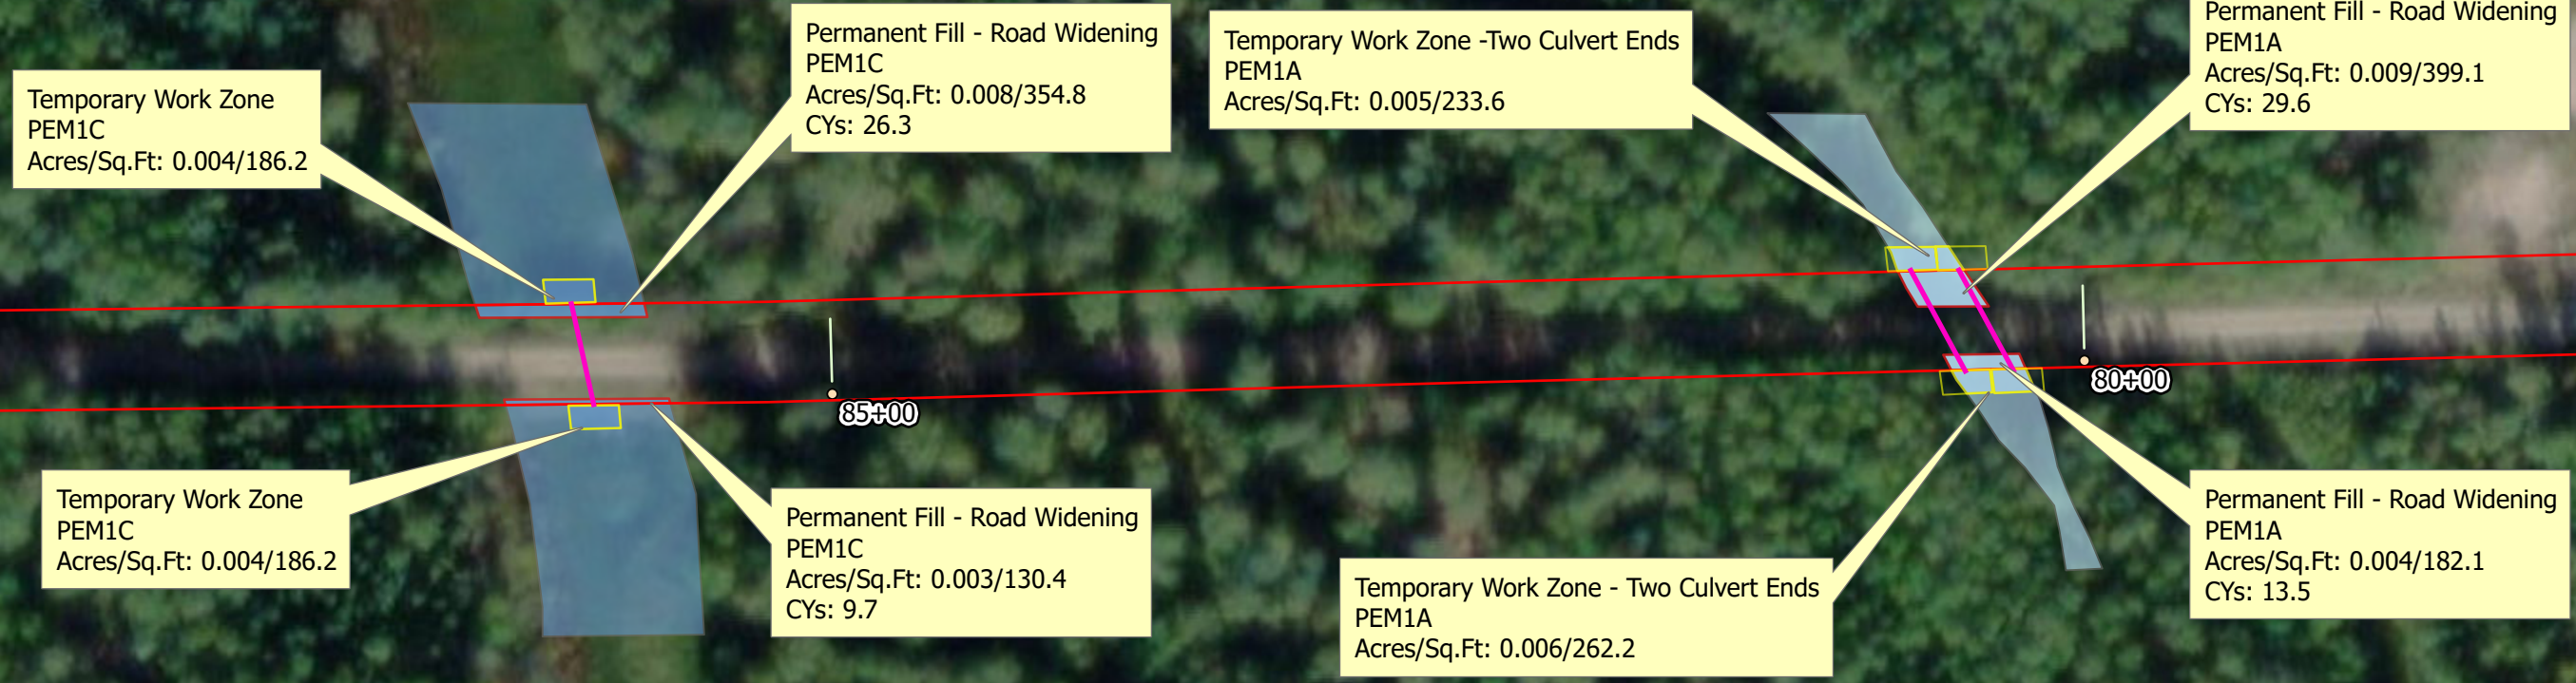 Temporary Work Zone
PEM1C
Acres/Sq.Ft: 0.004/186.2
Permanent Fill - Road Widening
PEM1C
Acres/Sq.Ft: 0.008/354.8
CYs: 26.3
Temporary Work Zone -Two Culvert Ends
PEM1A
Acres/Sq.Ft: 0.005/233.6
Permanent Fill - Road Widening
PEM1A
Acres/Sq.Ft: 0.009/399.1
CYs: 29.6
85+00
80+00
Temporary Work Zone
PEM1C
Acres/Sq.Ft: 0.004/186.2
Permanent Fill - Road Widening
PEM1C
Acres/Sq.Ft: 0.003/130.4
CYs: 9.7
Temporary Work Zone - Two Culvert Ends
PEM1A
Acres/Sq.Ft: 0.006/262.2
Permanent Fill - Road Widening
PEM1A
Acres/Sq.Ft: 0.004/182.1
CYs: 13.5